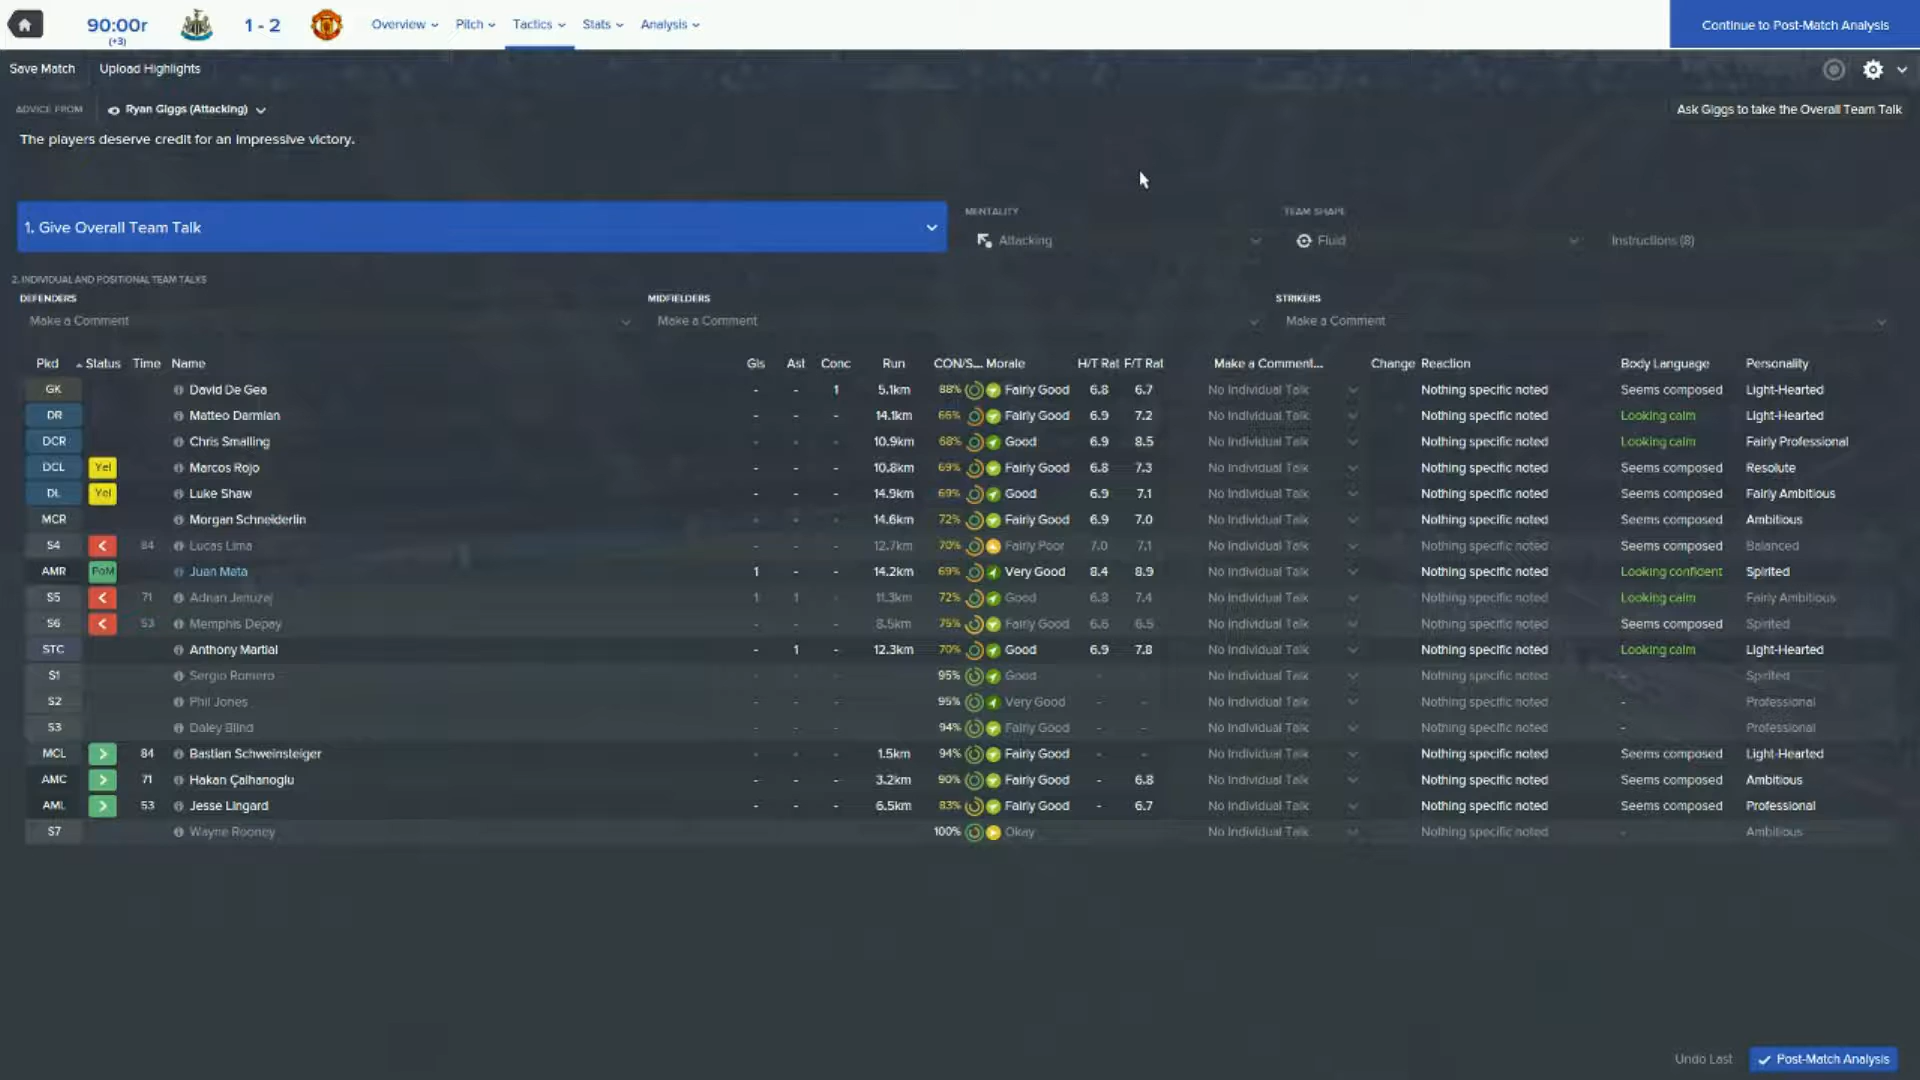 90:00r 1 - 2 Overview Pitch Tactics Stats Analysis Continue to Post-Match Analysis
(+3)
Save Match Upload Highlights
ADVICE FROM Ryan Giggs (Attacking) Ask Giggs to take the Overall Team Talk
The players deserve credit for an impressive victory.
1. Give Overall Team Talk
MENTALITY TEAM SHAPE
Attacking Fluid Instructions (8)
2. INDIVIDUAL AND POSITIONAL TEAM TALKS
DEFENDERS MIDFIELDERS STRIKERS
Make a Comment Make a Comment Make a Comment
Pkd Status Time Name Gls Ast Conc Run CON/S... Morale H/T Rat F/T Rat Make a Comment... Change Reaction Body Language Personality
GK David De Gea - - 1 5.1km 88% Fairly Good 6.8 6.7 No Individual Talk Nothing specific noted Seems composed Light-Hearted
DR Matteo Darmian - - - 14.1km 66% Fairly Good 6.9 7.2 No Individual Talk Nothing specific noted Looking calm Light-Hearted
DCR Chris Smalling - - - 10.9km 68% Good 6.9 8.5 No Individual Talk Nothing specific noted Looking calm Fairly Professional
DCL Yel Marcos Rojo - - - 10.8km 69% Fairly Good 6.8 7.3 No Individual Talk Nothing specific noted Seems composed Resolute
DL Yel Luke Shaw - - - 14.9km 69% Good 6.9 7.1 No Individual Talk Nothing specific noted Seems composed Fairly Ambitious
MCR Morgan Schneiderlin - - - 14.6km 72% Fairly Good 6.9 7.0 No Individual Talk Nothing specific noted Seems composed Ambitious
S4 84 Lucas Lima - - - 12.7km 70% Fairly Poor 7.0 7.1 No Individual Talk Nothing specific noted Seems composed Balanced
AMR PoM Juan Mata 1 - - 14.2km 69% Very Good 8.4 8.9 No Individual Talk Nothing specific noted Looking confident Spirited
S5 71 Adnan Januzaj 1 1 - 11.3km 72% Good 6.8 7.4 No Individual Talk Nothing specific noted Looking calm Fairly Ambitious
S6 53 Memphis Depay - - - 8.5km 75% Fairly Good 6.6 6.5 No Individual Talk Nothing specific noted Seems composed Spirited
STC Anthony Martial - 1 - 12.3km 70% Good 6.9 7.8 No Individual Talk Nothing specific noted Looking calm Light-Hearted
S1 Sergio Romero - - - 95% Good - - No Individual Talk Nothing specific noted - Spirited
S2 Phil Jones - - - 95% Very Good - - No Individual Talk Nothing specific noted - Professional
S3 Daley Blind - - - 94% Fairly Good - - No Individual Talk Nothing specific noted - Professional
MCL 84 Bastian Schweinsteiger - - - 1.5km 94% Fairly Good - - No Individual Talk Nothing specific noted Seems composed Light-Hearted
AMC 71 Hakan Çalhanoglu - - - 3.2km 90% Fairly Good - 6.8 No Individual Talk Nothing specific noted Seems composed Ambitious
AML 53 Jesse Lingard - - - 6.5km 83% Fairly Good - 6.7 No Individual Talk Nothing specific noted Seems composed Professional
S7 Wayne Rooney 100% Okay No Individual Talk Nothing specific noted - Ambitious
Undo Last Post-Match Analysis